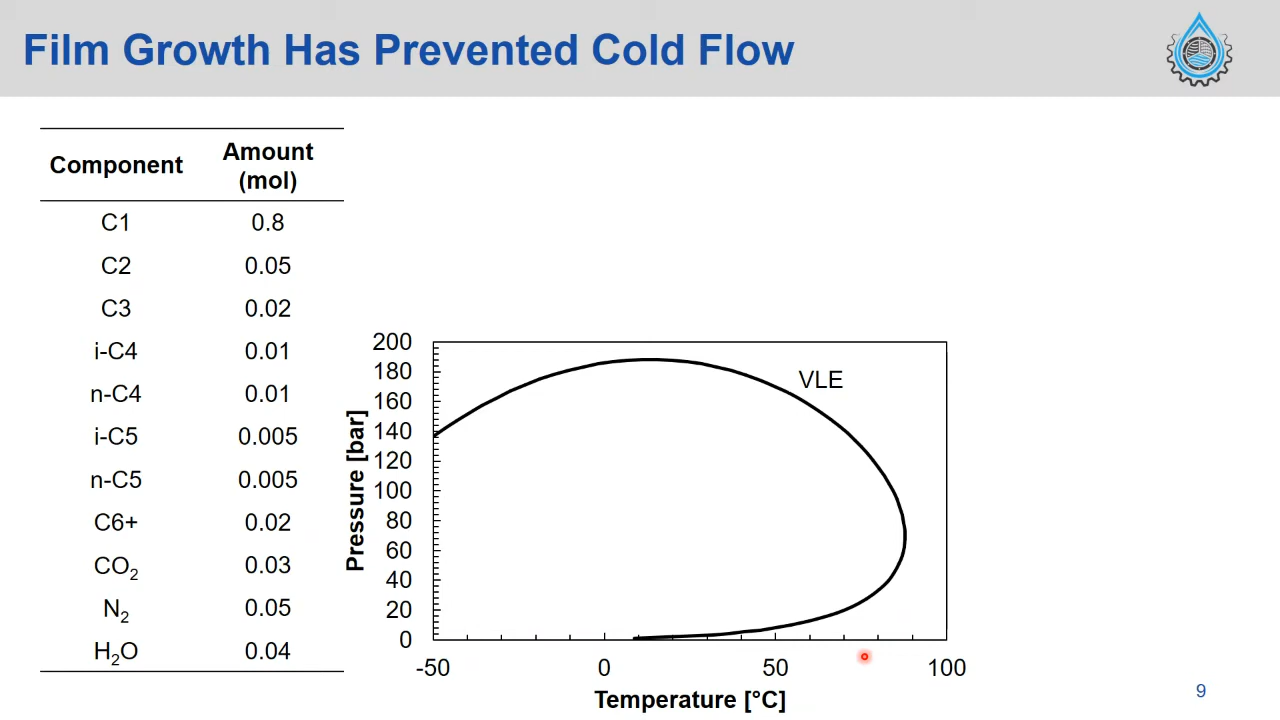 Film Growth Has Prevented Cold Flow
Component Amount (mol)
C1 0.8
C2 0.05
C3 0.02
i-C4 0.01
n-C4 0.01
i-C5 0.005
n-C5 0.005
C6+ 0.02
CO2 0.03
N2 0.05
H2O 0.04
Pressure [bar]
200
180
160
140
120
100
80
60
40
20
0
VLE
-50 0 50 100
Temperature [°C]
9